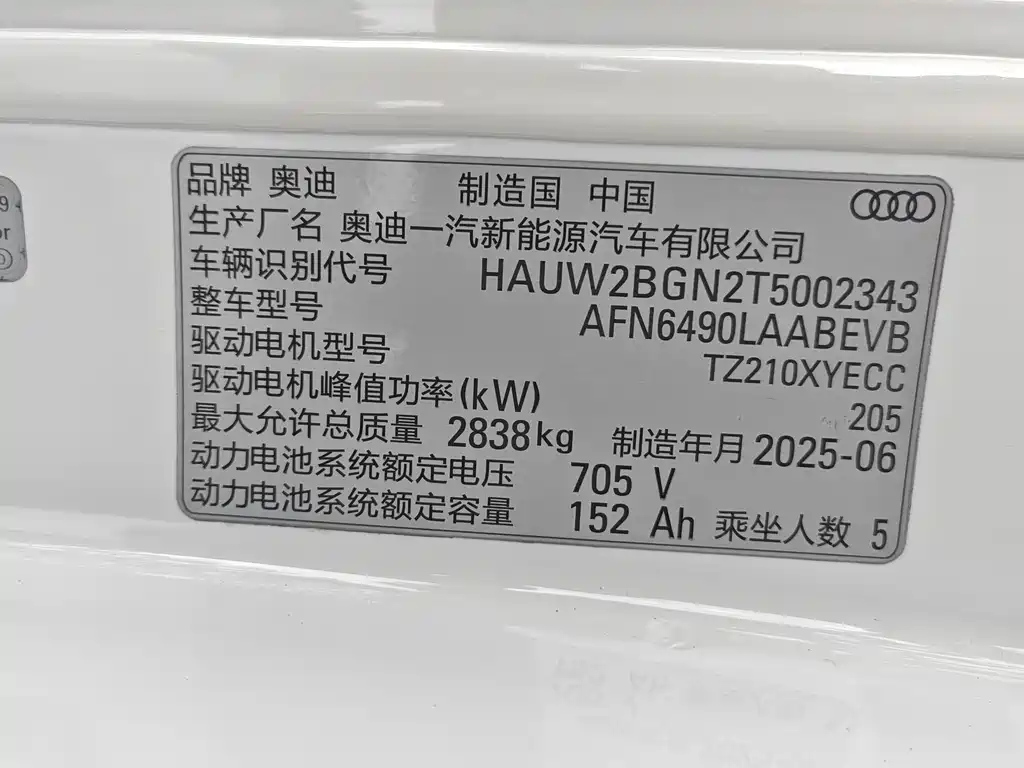 品牌 奥迪 制造国 中国
生产厂名 奥迪一汽新能源汽车有限公司
车辆识别代号 HAUW2BGN2T5002343
整车型号 AFN6490LAABEVB
驱动电机型号 TZ210XYECC
驱动电机峰值功率(kW) 205
最大允许总质量 2838kg 制造年月 2025-06
动力电池系统额定电压 705 V
动力电池系统额定容量 152 Ah 乘坐人数 5
9
or